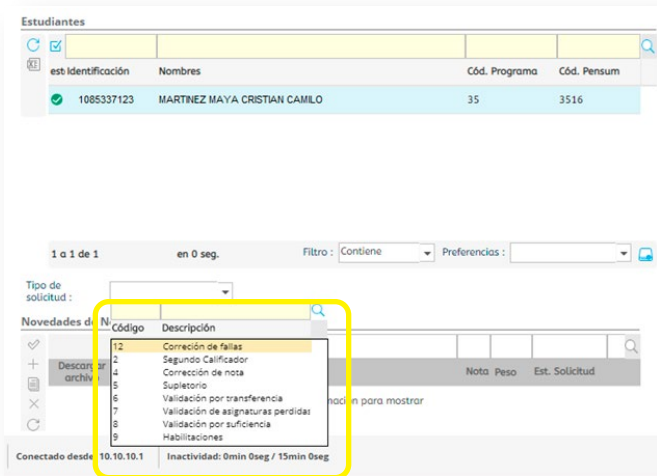 Estudiantes
est Identificación Nombres Cód. Programa Cód. Pensum
1085337123 MARTINEZ MAYA CRISTIAN CAMILO 35 3516
1 a 1 de 1 en 0 seg. Filtro : Contiene Preferencias :
Tipo de
solicitud :
Novedades de N
Código Descripción
12 Correción de fallas
2 Segundo Calificador
4 Corrección de nota
5 Supletorio
6 Validación por transferencia
7 Validación de asignaturas perdidas
8 Validación por suficiencia
9 Habilitaciones
Descargar
archivo
Nota Peso Est. Solicitud
mación para mostrar
Conectado desde 10.10.10.1 Inactividad: 0min 0seg / 15min 0seg